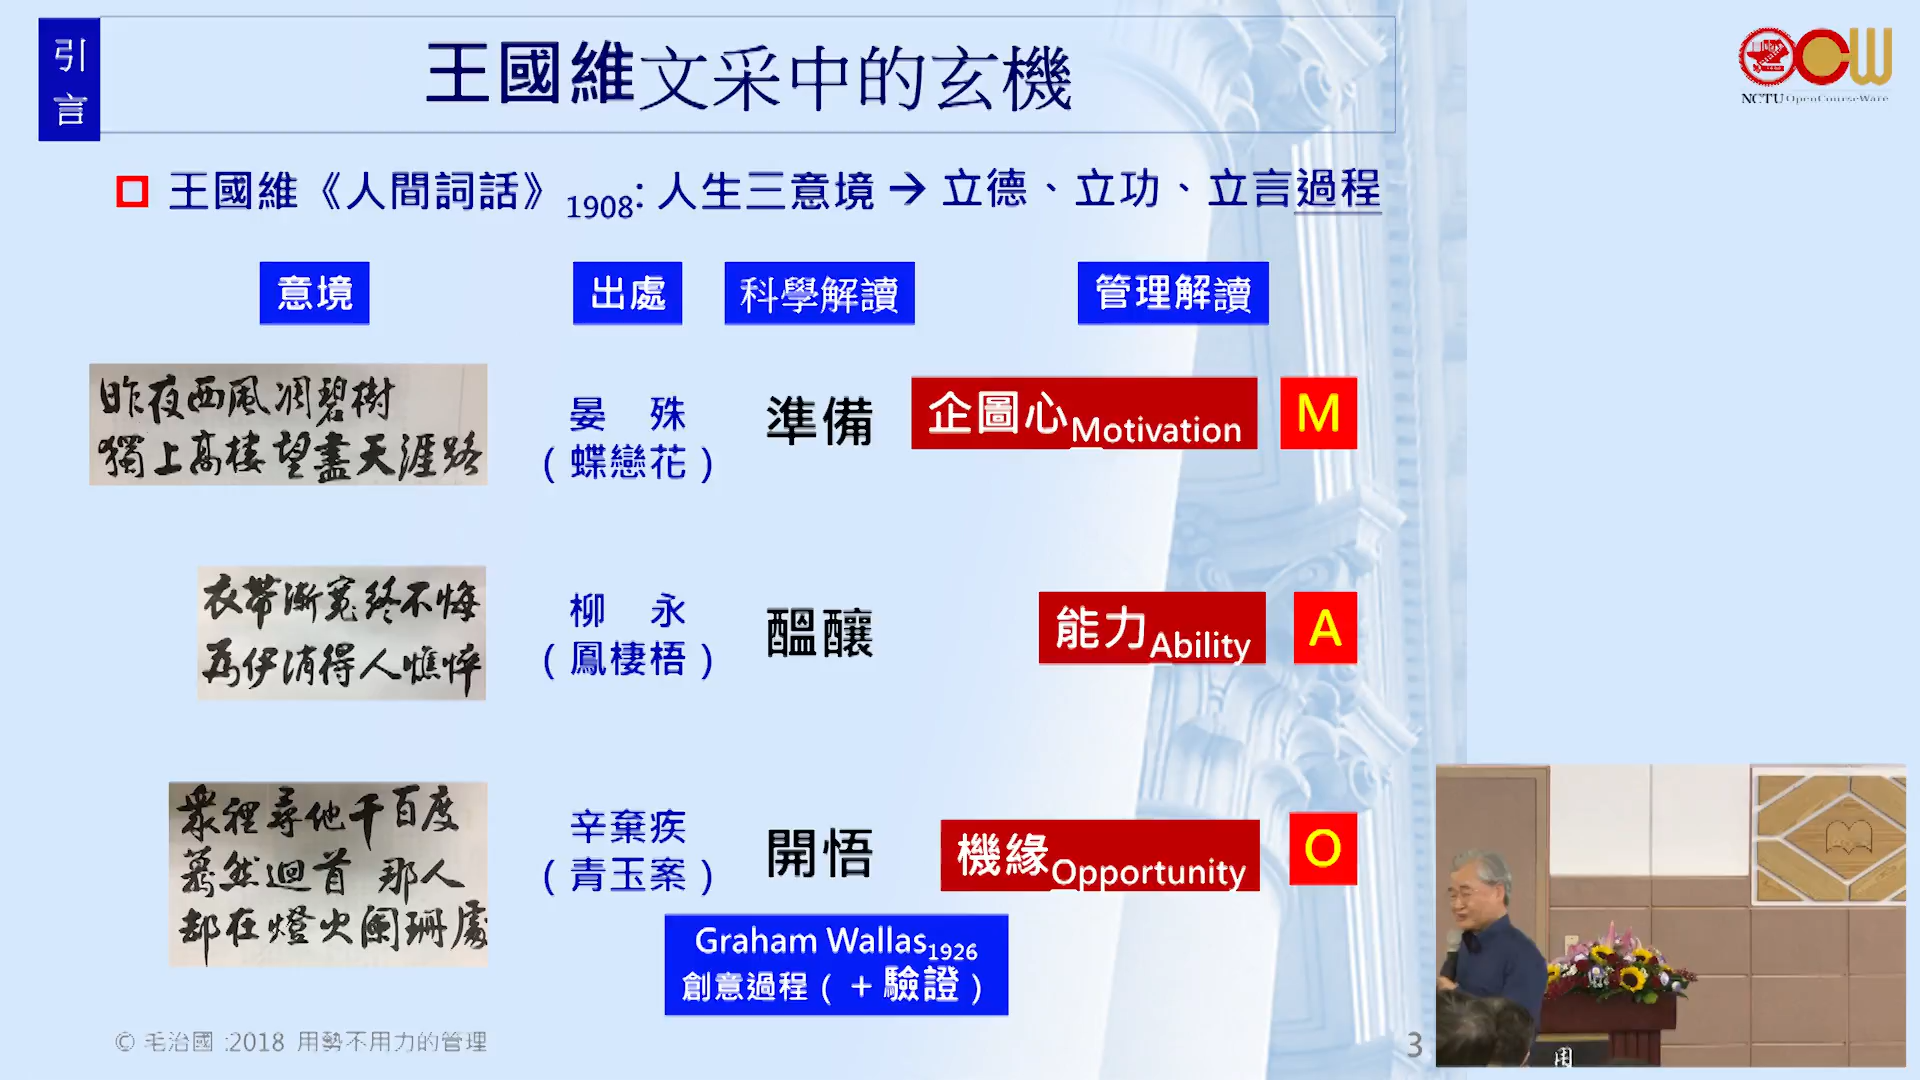 引言
王國維文采中的玄機
NCTU OpenCourseWare
王國維《人間詞話》1908: 人生三意境 → 立德、立功、立言過程
意境
出處
科學解讀
管理解讀
昨夜西風凋碧樹
獨上高樓望盡天涯路
晏 殊
(蝶戀花)
準備
企圖心Motivation
M
衣帶漸寬終不悔
為伊消得人憔悴
柳 永
(鳳棲梧)
醞釀
能力Ability
A
眾裡尋他千百度
驀然迴首 那人
却在燈火闌珊處
辛棄疾
(青玉案)
開悟
機緣Opportunity
O
Graham Wallas1926
創意過程(+驗證)
© 毛治國 :2018 用勢不用力的管理
3